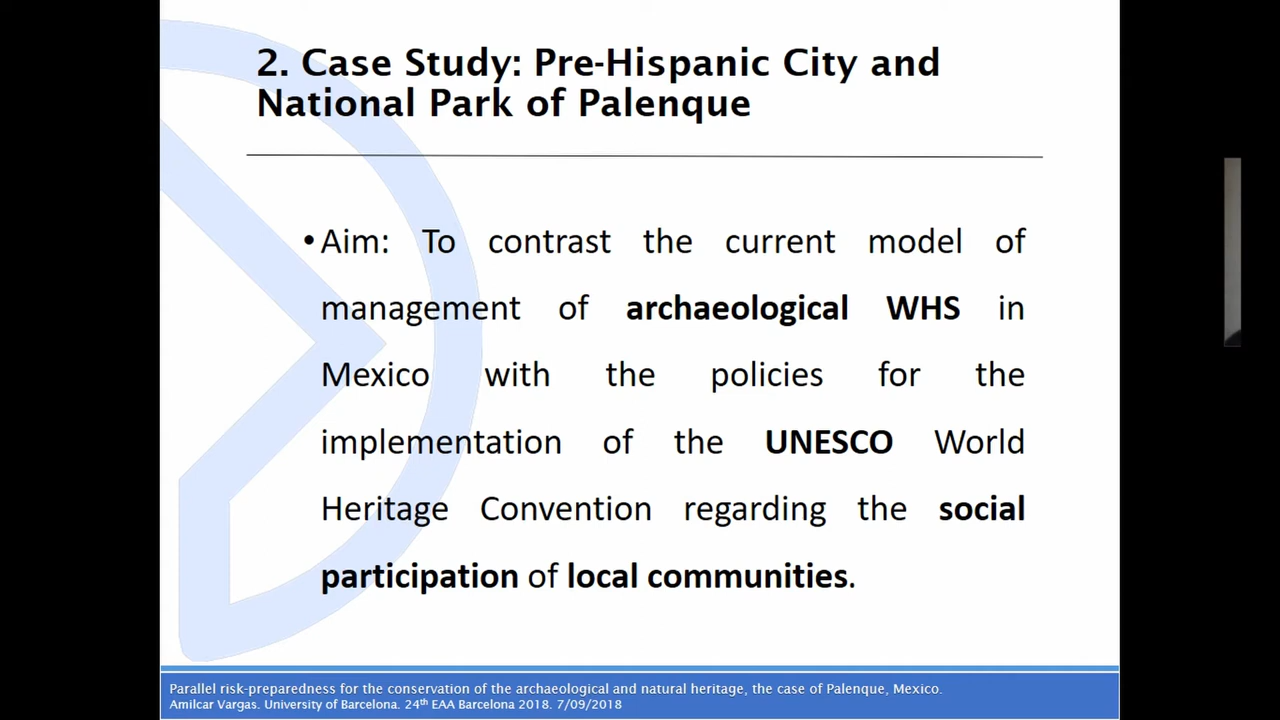 2. Case Study: Pre-Hispanic City and
National Park of Palenque
•Aim: To contrast the current model of
management of archaeological WHS in
Mexico with the policies for the
implementation of the UNESCO World
Heritage Convention regarding the social
participation of local communities.
Parallel risk-preparedness for the conservation of the archaeological and natural heritage, the case of Palenque, Mexico.
Amilcar Vargas. University of Barcelona. 24th EAA Barcelona 2018. 7/09/2018